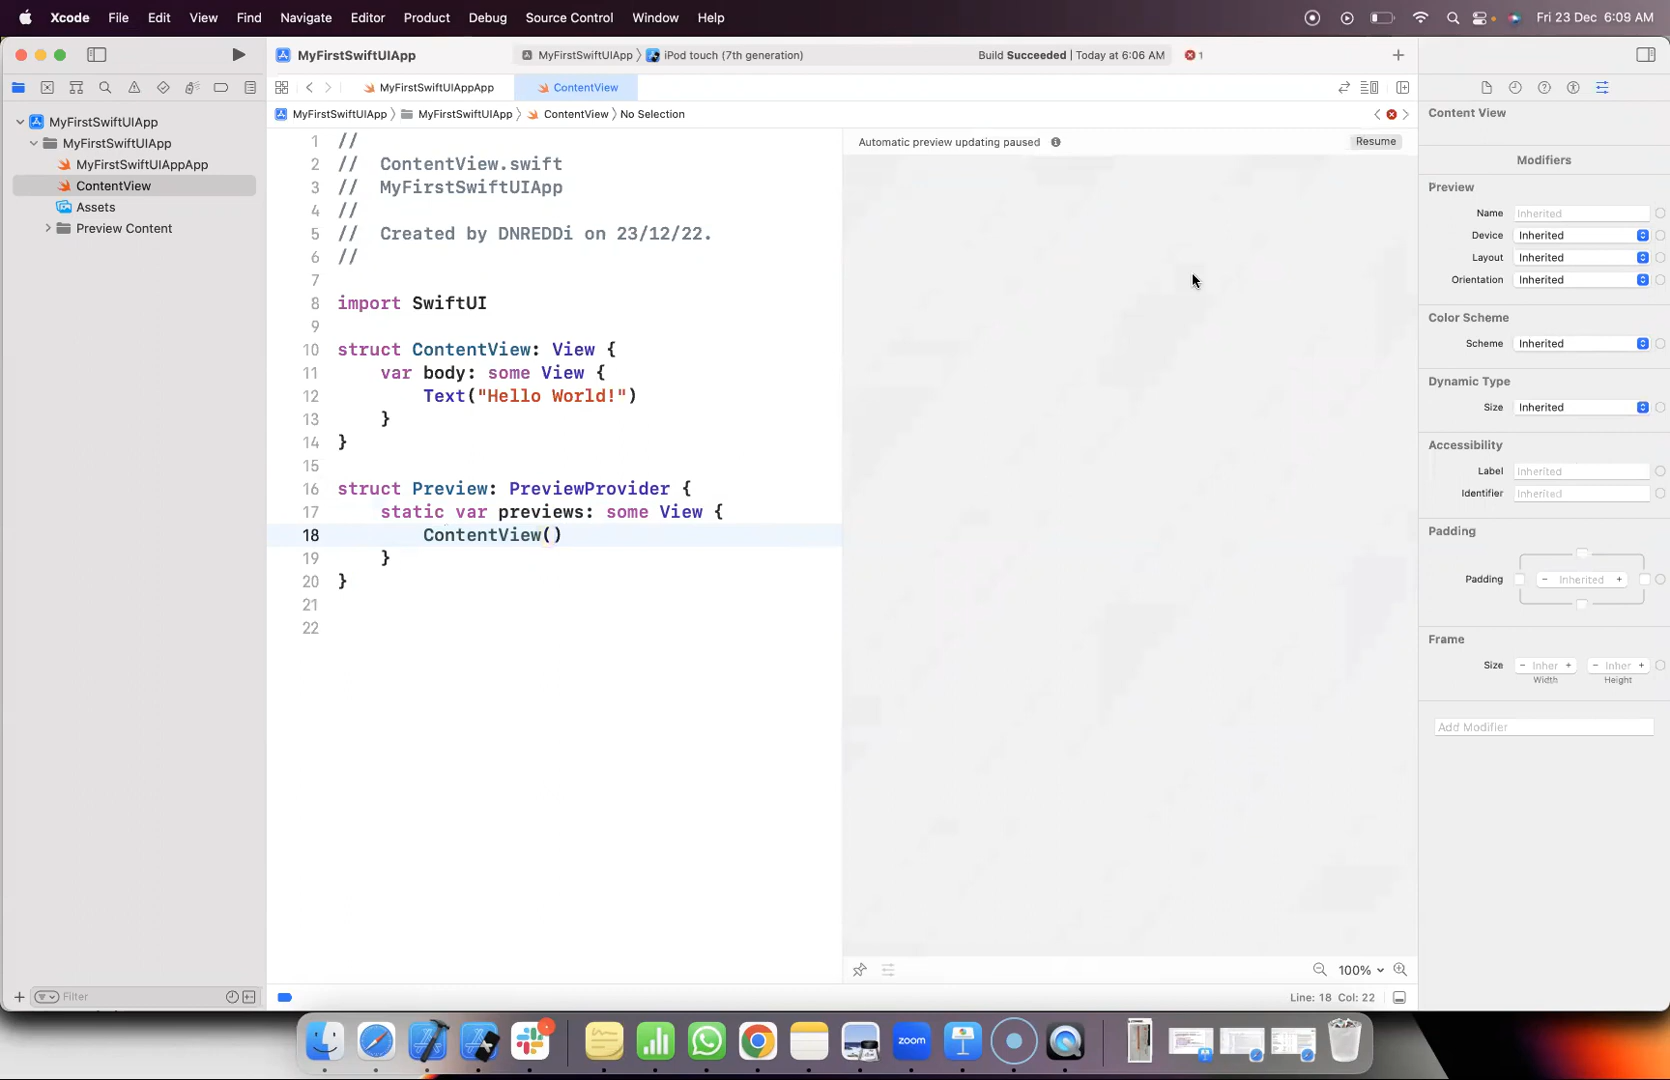 Xcode File Edit View Find Navigate Editor Product Debug Source Control Window Help Fri 23 Dec 6:09 AM
MyFirstSwiftUIApp MyFirstSwiftUIApp iPod touch (7th generation) Build Succeeded | Today at 6:06 AM 1
MyFirstSwiftUIAppApp ContentView
MyFirstSwiftUIApp MyFirstSwiftUIApp ContentView No Selection
MyFirstSwiftUIApp
MyFirstSwiftUIApp
MyFirstSwiftUIAppApp
ContentView
Assets
Preview Content
1 //
2 // ContentView.swift
3 // MyFirstSwiftUIApp
4 //
5 // Created by DNREDDi on 23/12/22.
6 //
7
8 import SwiftUI
9
10 struct ContentView: View {
11 var body: some View {
12 Text("Hello World!")
13 }
14 }
15
16 struct Preview: PreviewProvider {
17 static var previews: some View {
18 ContentView()
19 }
20 }
21
22
Automatic preview updating paused Resume
Content View
Modifiers
Preview
Name Inherited
Device Inherited
Layout Inherited
Orientation Inherited
Color Scheme
Scheme Inherited
Dynamic Type
Size Inherited
Accessibility
Label Inherited
Identifier Inherited
Padding
Padding − Inherited +
Frame
Size − Inher + − Inher +
Width Height
Add Modifier
100%
Filter
Line: 18 Col: 22
zoom